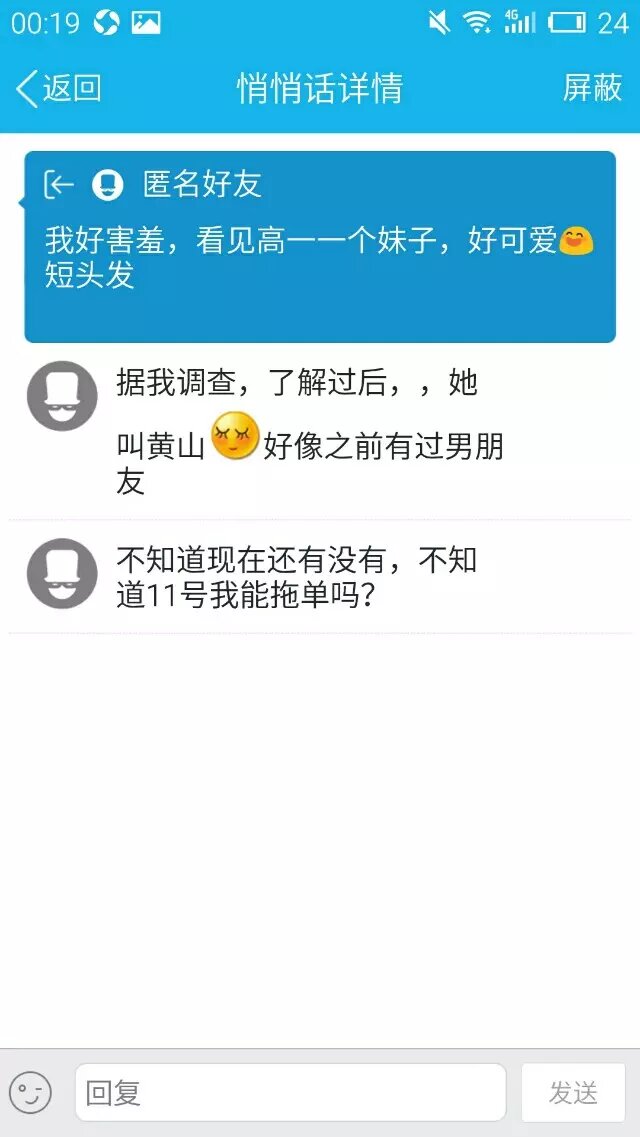 00:19 4G 24
返回 悄悄话详情 屏蔽
匿名好友
我好害羞，看见高一一个妹子，好可爱
短头发
据我调查，了解过后，，她
叫黄山 好像之前有过男朋
友
不知道现在还有没有，不知
道11号我能拖单吗？
回复 发送